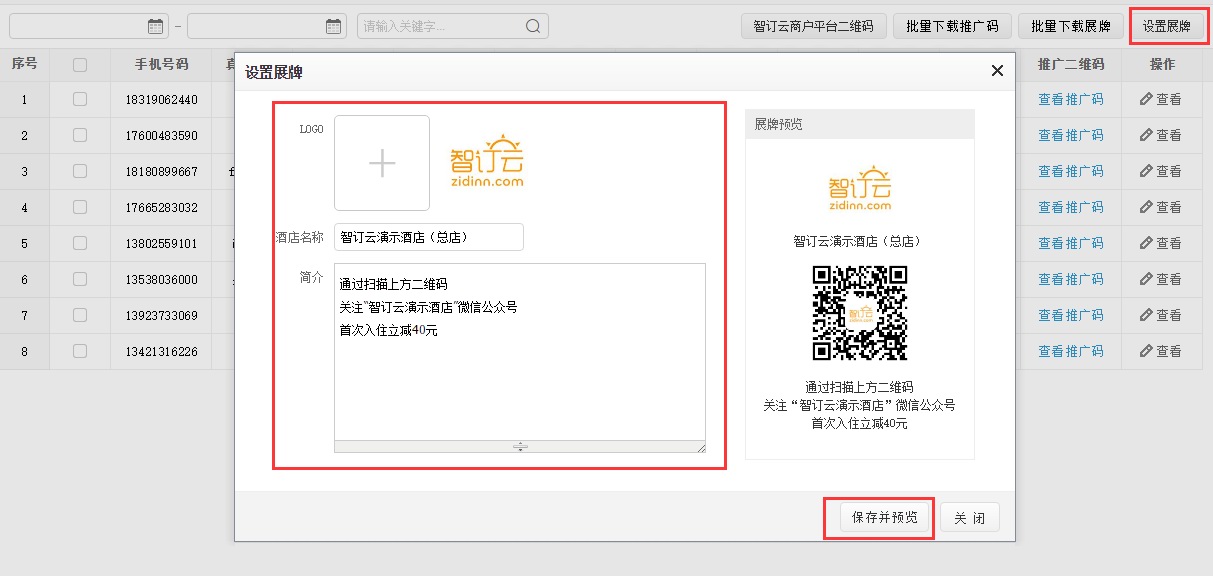 –
请输入关键字...
智订云商户平台二维码
批量下载推广码
批量下载展牌
设置展牌
序号
手机号码
推广二维码
操作
1
18319062440
查看推广码
查看
2
17600483590
查看推广码
查看
3
18180899667
查看推广码
查看
4
17665283032
查看推广码
查看
5
13802559101
查看推广码
查看
6
13538036000
查看推广码
查看
7
13923733069
查看推广码
查看
8
13421316226
查看推广码
查看
设置展牌
LOGO
智订云
zidinn.com
酒店名称
智订云演示酒店（总店）
简介
通过扫描上方二维码
关注"智订云演示酒店"微信公众号
首次入住立减40元
展牌预览
智订云
zidinn.com
智订云演示酒店（总店）
智订云
通过扫描上方二维码
关注“智订云演示酒店”微信公众号
首次入住立减40元
保存并预览
关 闭